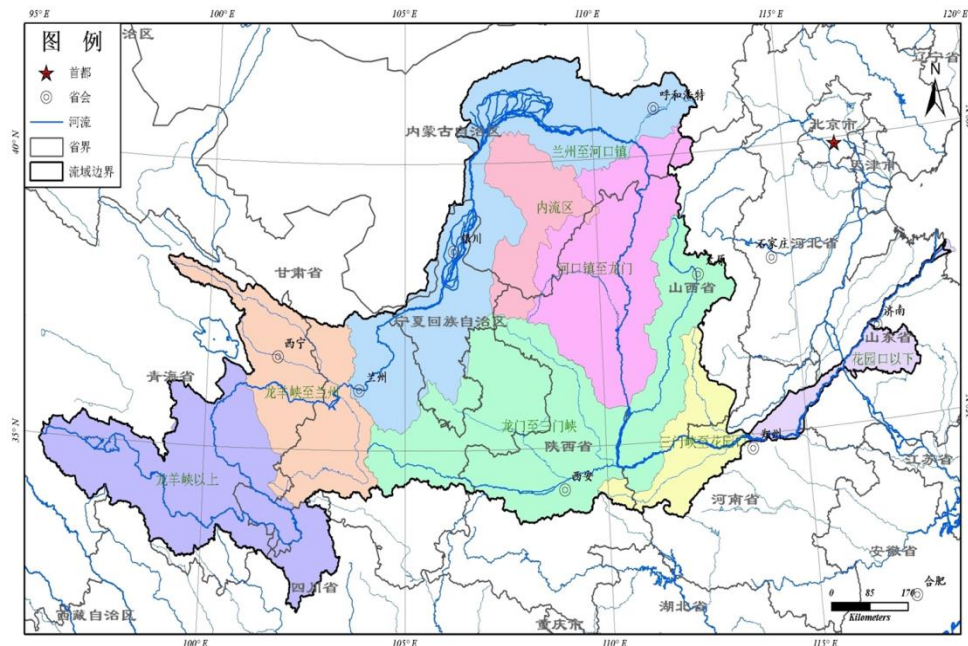 95° E
100° E
105° E
110° E
115° E
120° E
图 例
首都
省会
河流
省界
流域边界
治区
辽宁省
N
呼和浩特
内蒙古自治区
北京市
天津市
40° N
40° N
兰州至河口镇
内流区
银川
石家庄
河北省
甘肃省
河口镇至龙门
山西省
宁夏回族自治区
济南
山东省
西宁
花园口以下
青海省
兰州
龙羊峡至兰州
35° N
35° N
龙门至三门峡
陕西省
三门峡至花园
郑州
江苏省
龙羊峡以上
西安
河南省
安徽省
四川省
合肥
西藏自治区
湖北省
重庆市
0 85 170
Kilometers
100° E
105° E
110° E
115° E